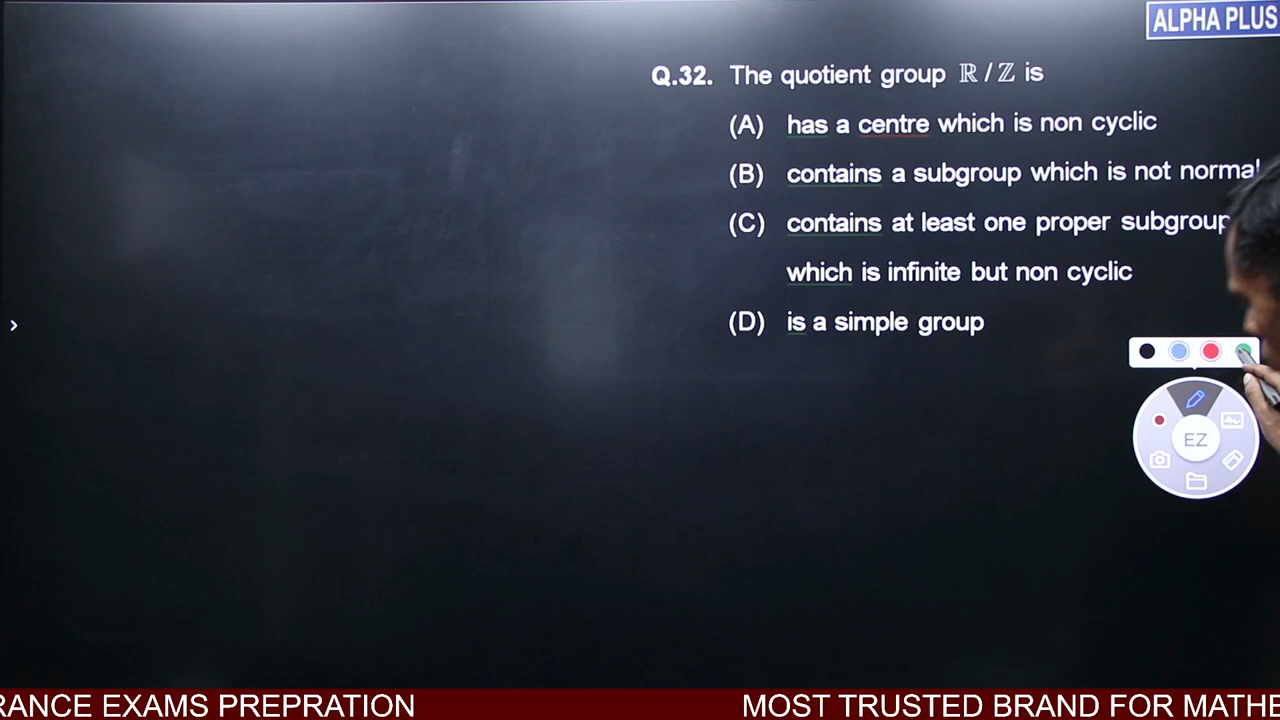 ALPHA PLUS
Q.32. The quotient group ℝ / ℤ is
(A) has a centre which is non cyclic
(B) contains a subgroup which is not normal
(C) contains at least one proper subgroup
which is infinite but non cyclic
(D) is a simple group
EZ
RANCE EXAMS PREPRATION MOST TRUSTED BRAND FOR MATHE